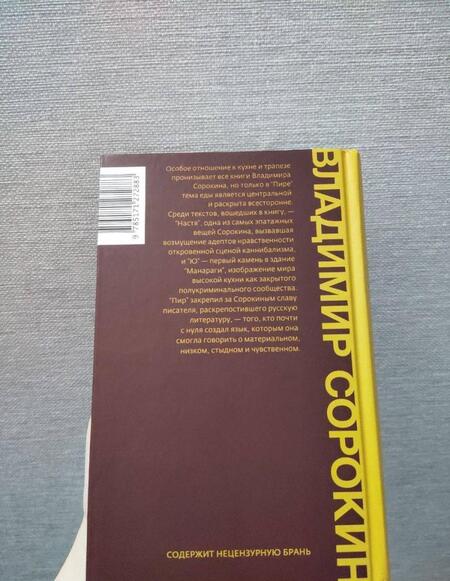 Особое отношение к кухне и трапезе
пронизывает все книги Владимира
Сорокина, но только в "Пире"
тема еды является центральной
и раскрыта всесторонне.
Среди текстов, вошедших в книгу, —
"Настя", одна из самых эпатажных
вещей Сорокина, вызвавшая
возмущение адептов нравственности
откровенной сценой каннибализма,
и "Ю" — первый камень в здание
"Манараги", изображение мира
высокой кухни как закрытого
полукриминального сообщества.
"Пир" закрепил за Сорокиным славу
писателя, раскрепостившего русскую
литературу, — того, кто почти
с нуля создал язык, которым она
смогла говорить о материальном,
низком, стыдном и чувственном.
СОДЕРЖИТ НЕЦЕНЗУРНУЮ БРАНЬ
9 785171 272883
ВЛАДИМИР СОРОКИН